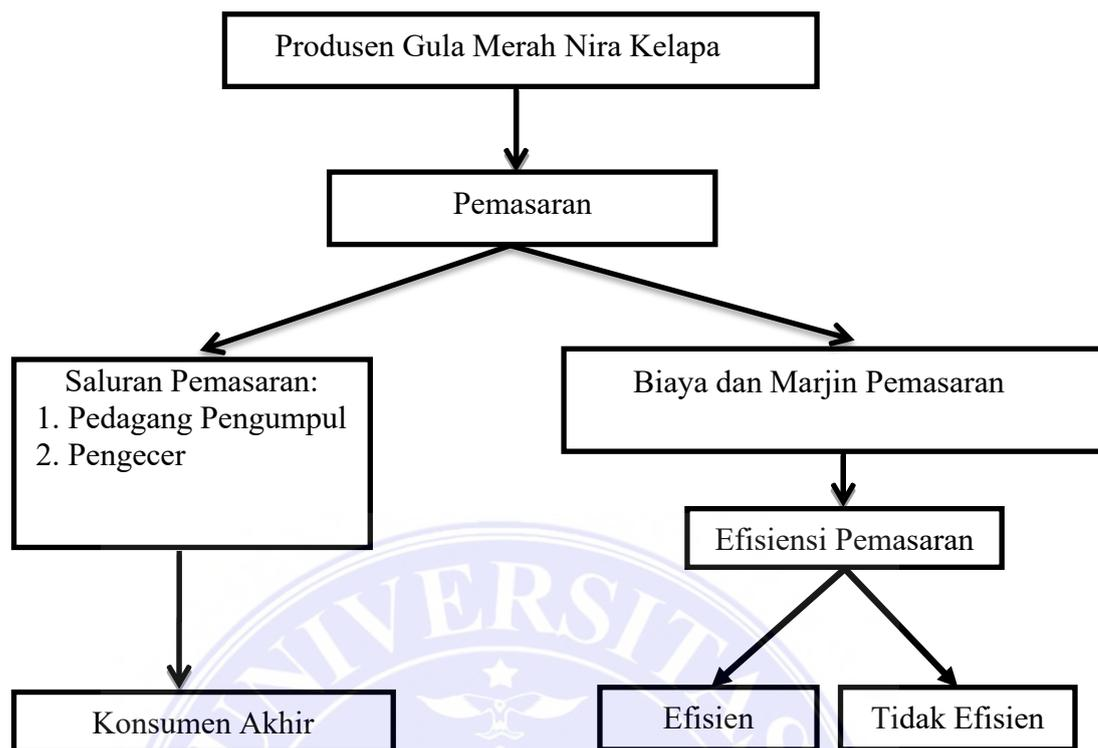 Produsen Gula Merah Nira Kelapa
Pemasaran
Saluran Pemasaran:
1. Pedagang Pengumpul
2. Pengecer
Biaya dan Marjin Pemasaran
Efisiensi Pemasaran
Konsumen Akhir
Efisien
Tidak Efisien
UNIVERSITAS